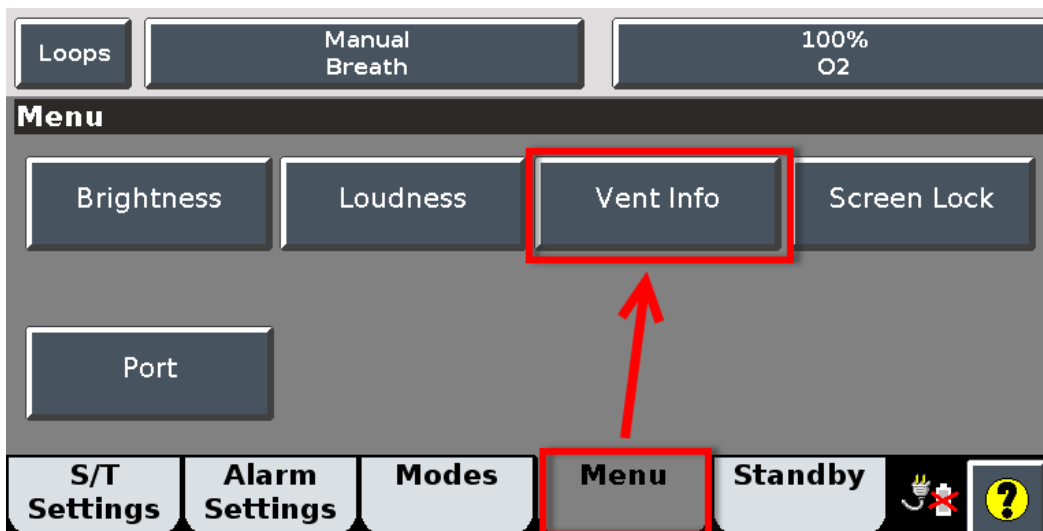 Loops
Manual
Breath
100%
O2
Menu
Brightness
Loudness
Vent Info
Screen Lock
Port
S/T
Settings
Alarm
Settings
Modes
Menu
Standby
?